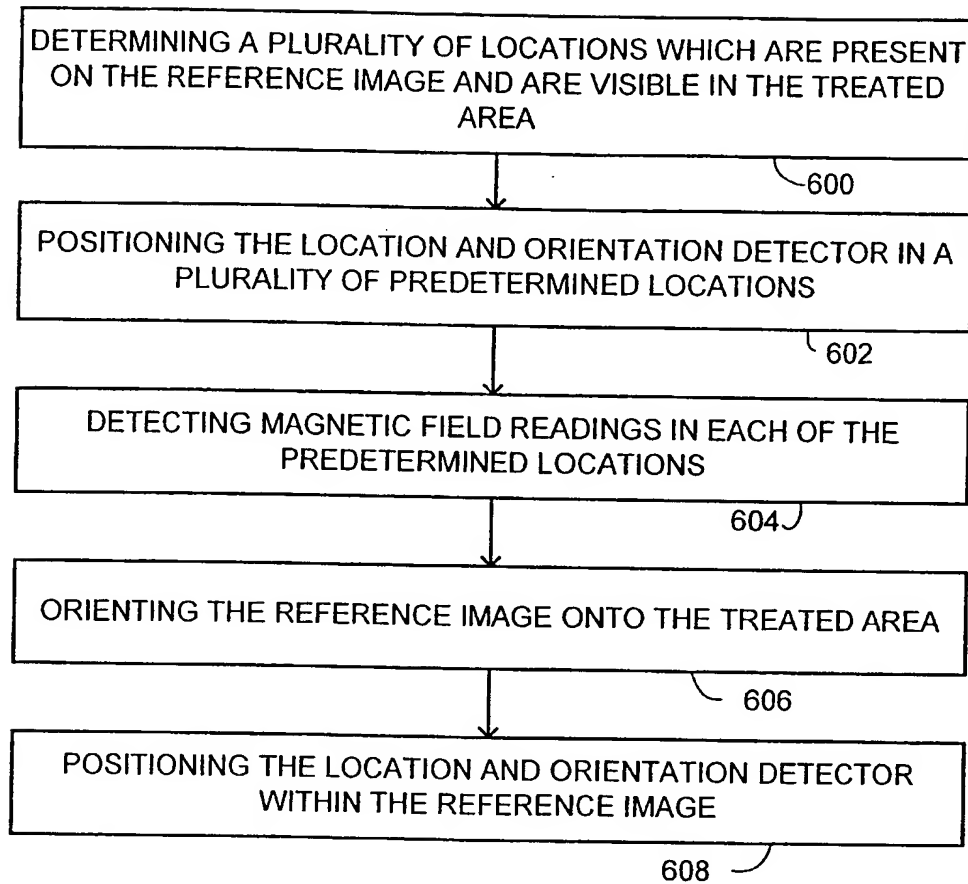 DETERMINING A PLURALITY OF LOCATIONS WHICH ARE PRESENT
ON THE REFERENCE IMAGE AND ARE VISIBLE IN THE TREATED
AREA
600
POSITIONING THE LOCATION AND ORIENTATION DETECTOR IN A
PLURALITY OF PREDETERMINED LOCATIONS
602
DETECTING MAGNETIC FIELD READINGS IN EACH OF THE
PREDETERMINED LOCATIONS
604
ORIENTING THE REFERENCE IMAGE ONTO THE TREATED AREA
606
POSITIONING THE LOCATION AND ORIENTATION DETECTOR
WITHIN THE REFERENCE IMAGE
608